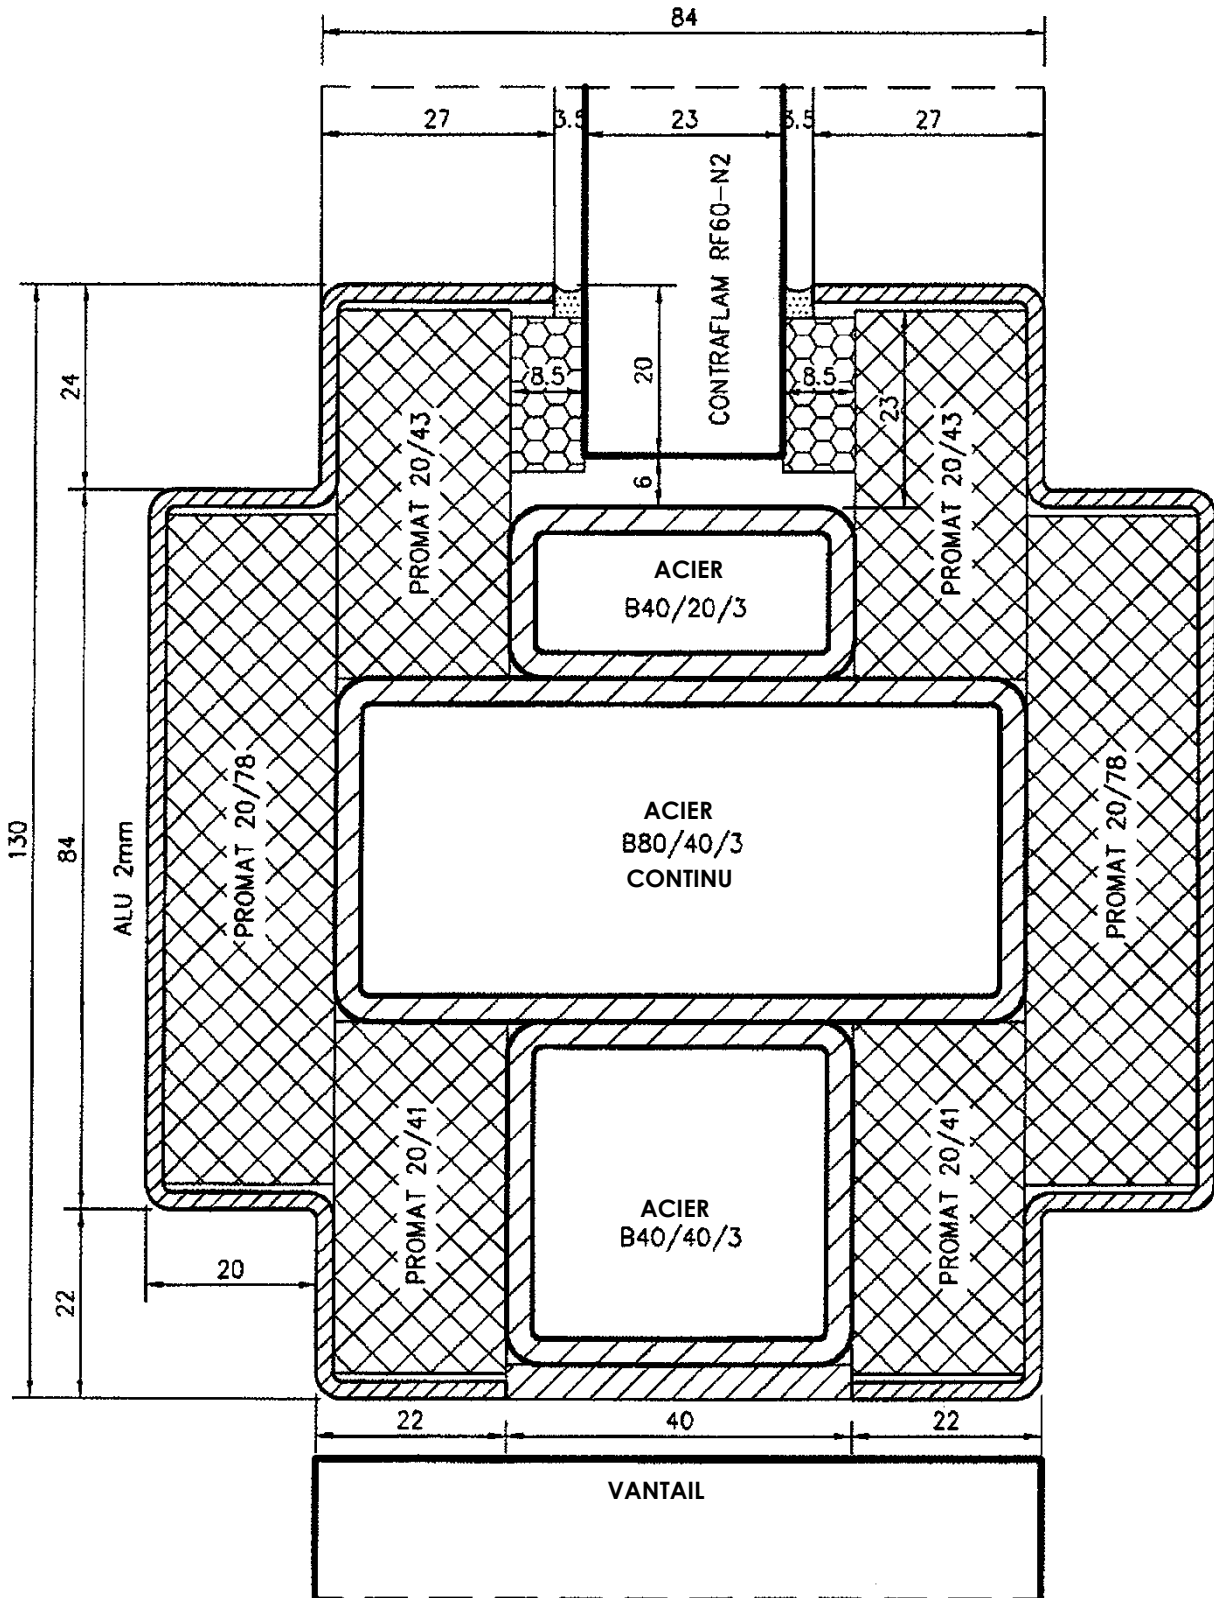 84
27
3.5
23
3.5
27
CONTRAFLAM RF60-N2
24
8.5
20
8.5
23
PROMAT 20/43
PROMAT 20/43
6
ACIER
B40/20/3
130
84
ALU 2mm
PROMAT 20/78
ACIER
B80/40/3
CONTINU
PROMAT 20/78
PROMAT 20/41
ACIER
B40/40/3
PROMAT 20/41
20
22
22
40
22
VANTAIL